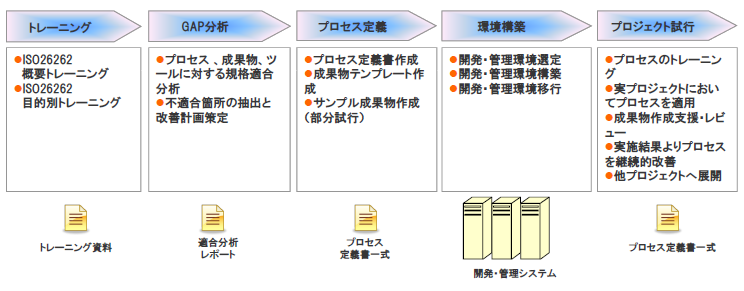 トレーニング
GAP分析
プロセス定義
環境構築
プロジェクト試行
●ISO26262
概要トレーニング
●ISO26262
目的別トレーニング
●プロセス 、成果物、ツ
ールに対する規格適合
分析
●不適合箇所の抽出と
改善計画策定
●プロセス定義書作成
●成果物テンプレート作
成
●サンプル成果物作成
（部分試行）
●開発・管理環境選定
●開発・管理環境構築
●開発・管理環境移行
●プロセスのトレーニン
グ
●実プロジェクトにおい
てプロセスを適用
●成果物作成支援・レビ
ュー
●実施結果よりプロセス
を継続的改善
●他プロジェクトへ展開
トレーニング資料
適合分析
レポート
プロセス
定義書一式
開発・管理システム
プロセス定義書一式